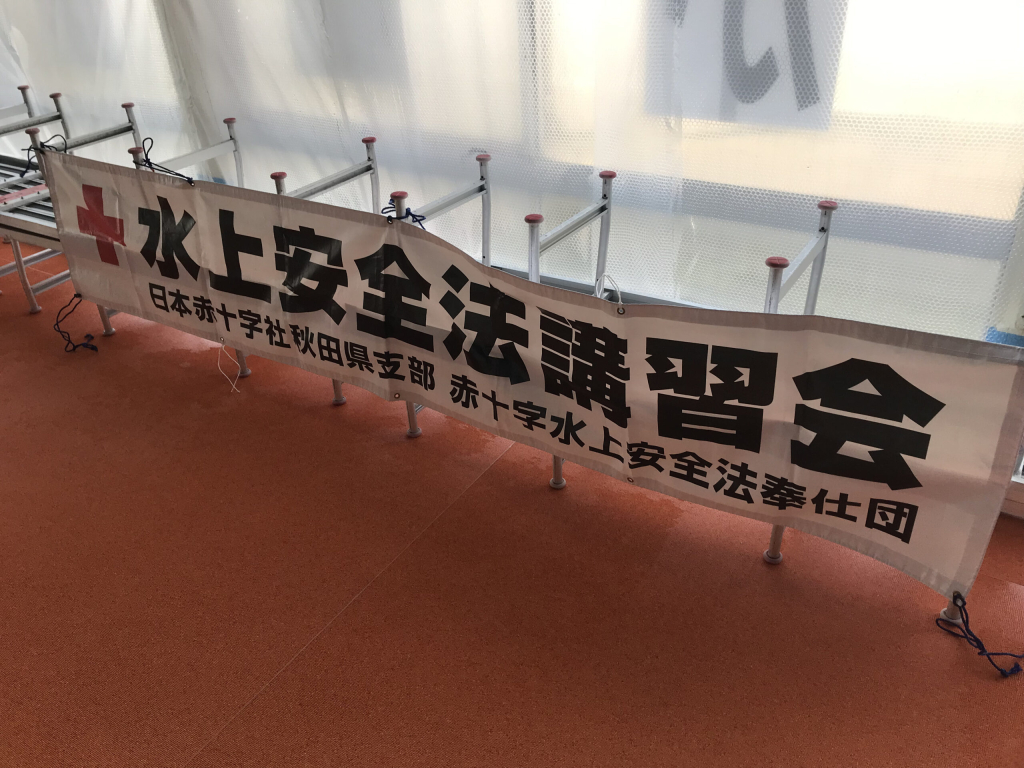 水上安全法講習会
日本赤十字社秋田県支部 赤十字水上安全法奉仕団